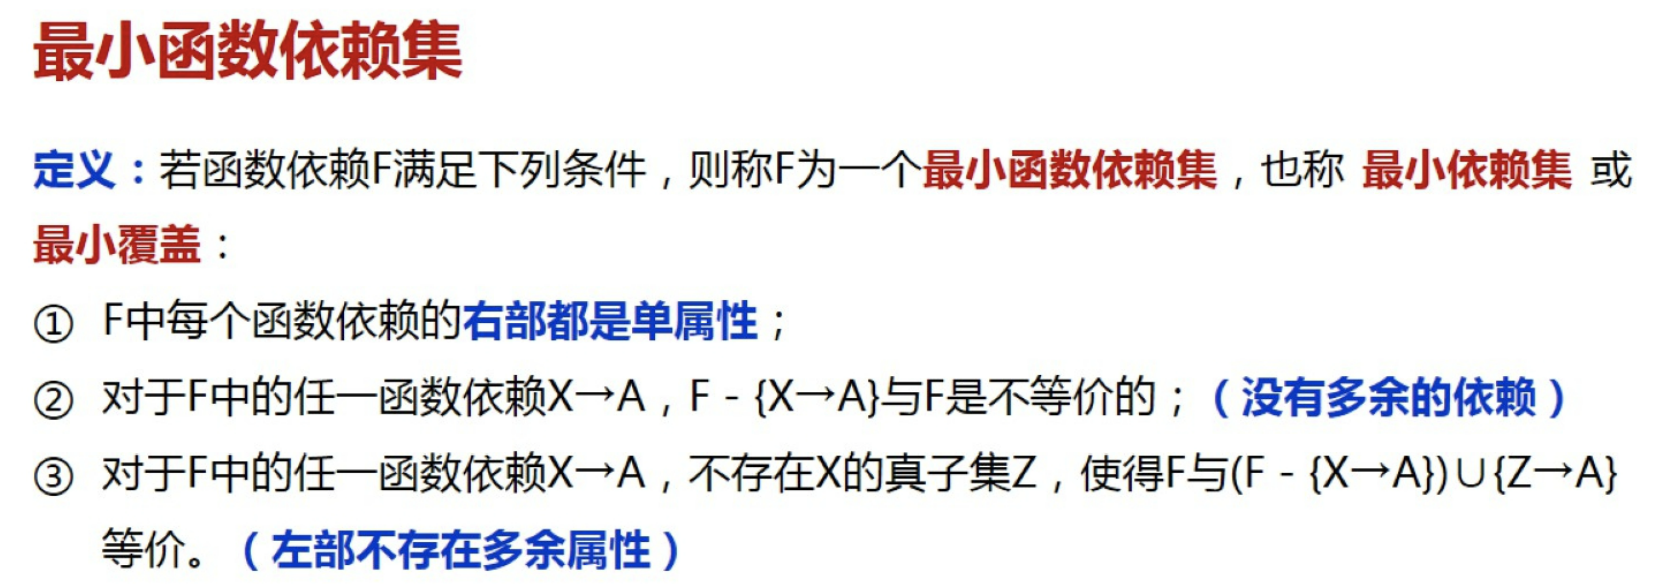 最小函数依赖集
定义：若函数依赖F满足下列条件，则称F为一个最小函数依赖集，也称 最小依赖集 或
最小覆盖：
① F中每个函数依赖的右部都是单属性；
② 对于F中的任一函数依赖X→A，F - {X→A}与F是不等价的；（没有多余的依赖）
③ 对于F中的任一函数依赖X→A，不存在X的真子集Z，使得F与(F - {X→A})∪{Z→A}
等价。（左部不存在多余属性）